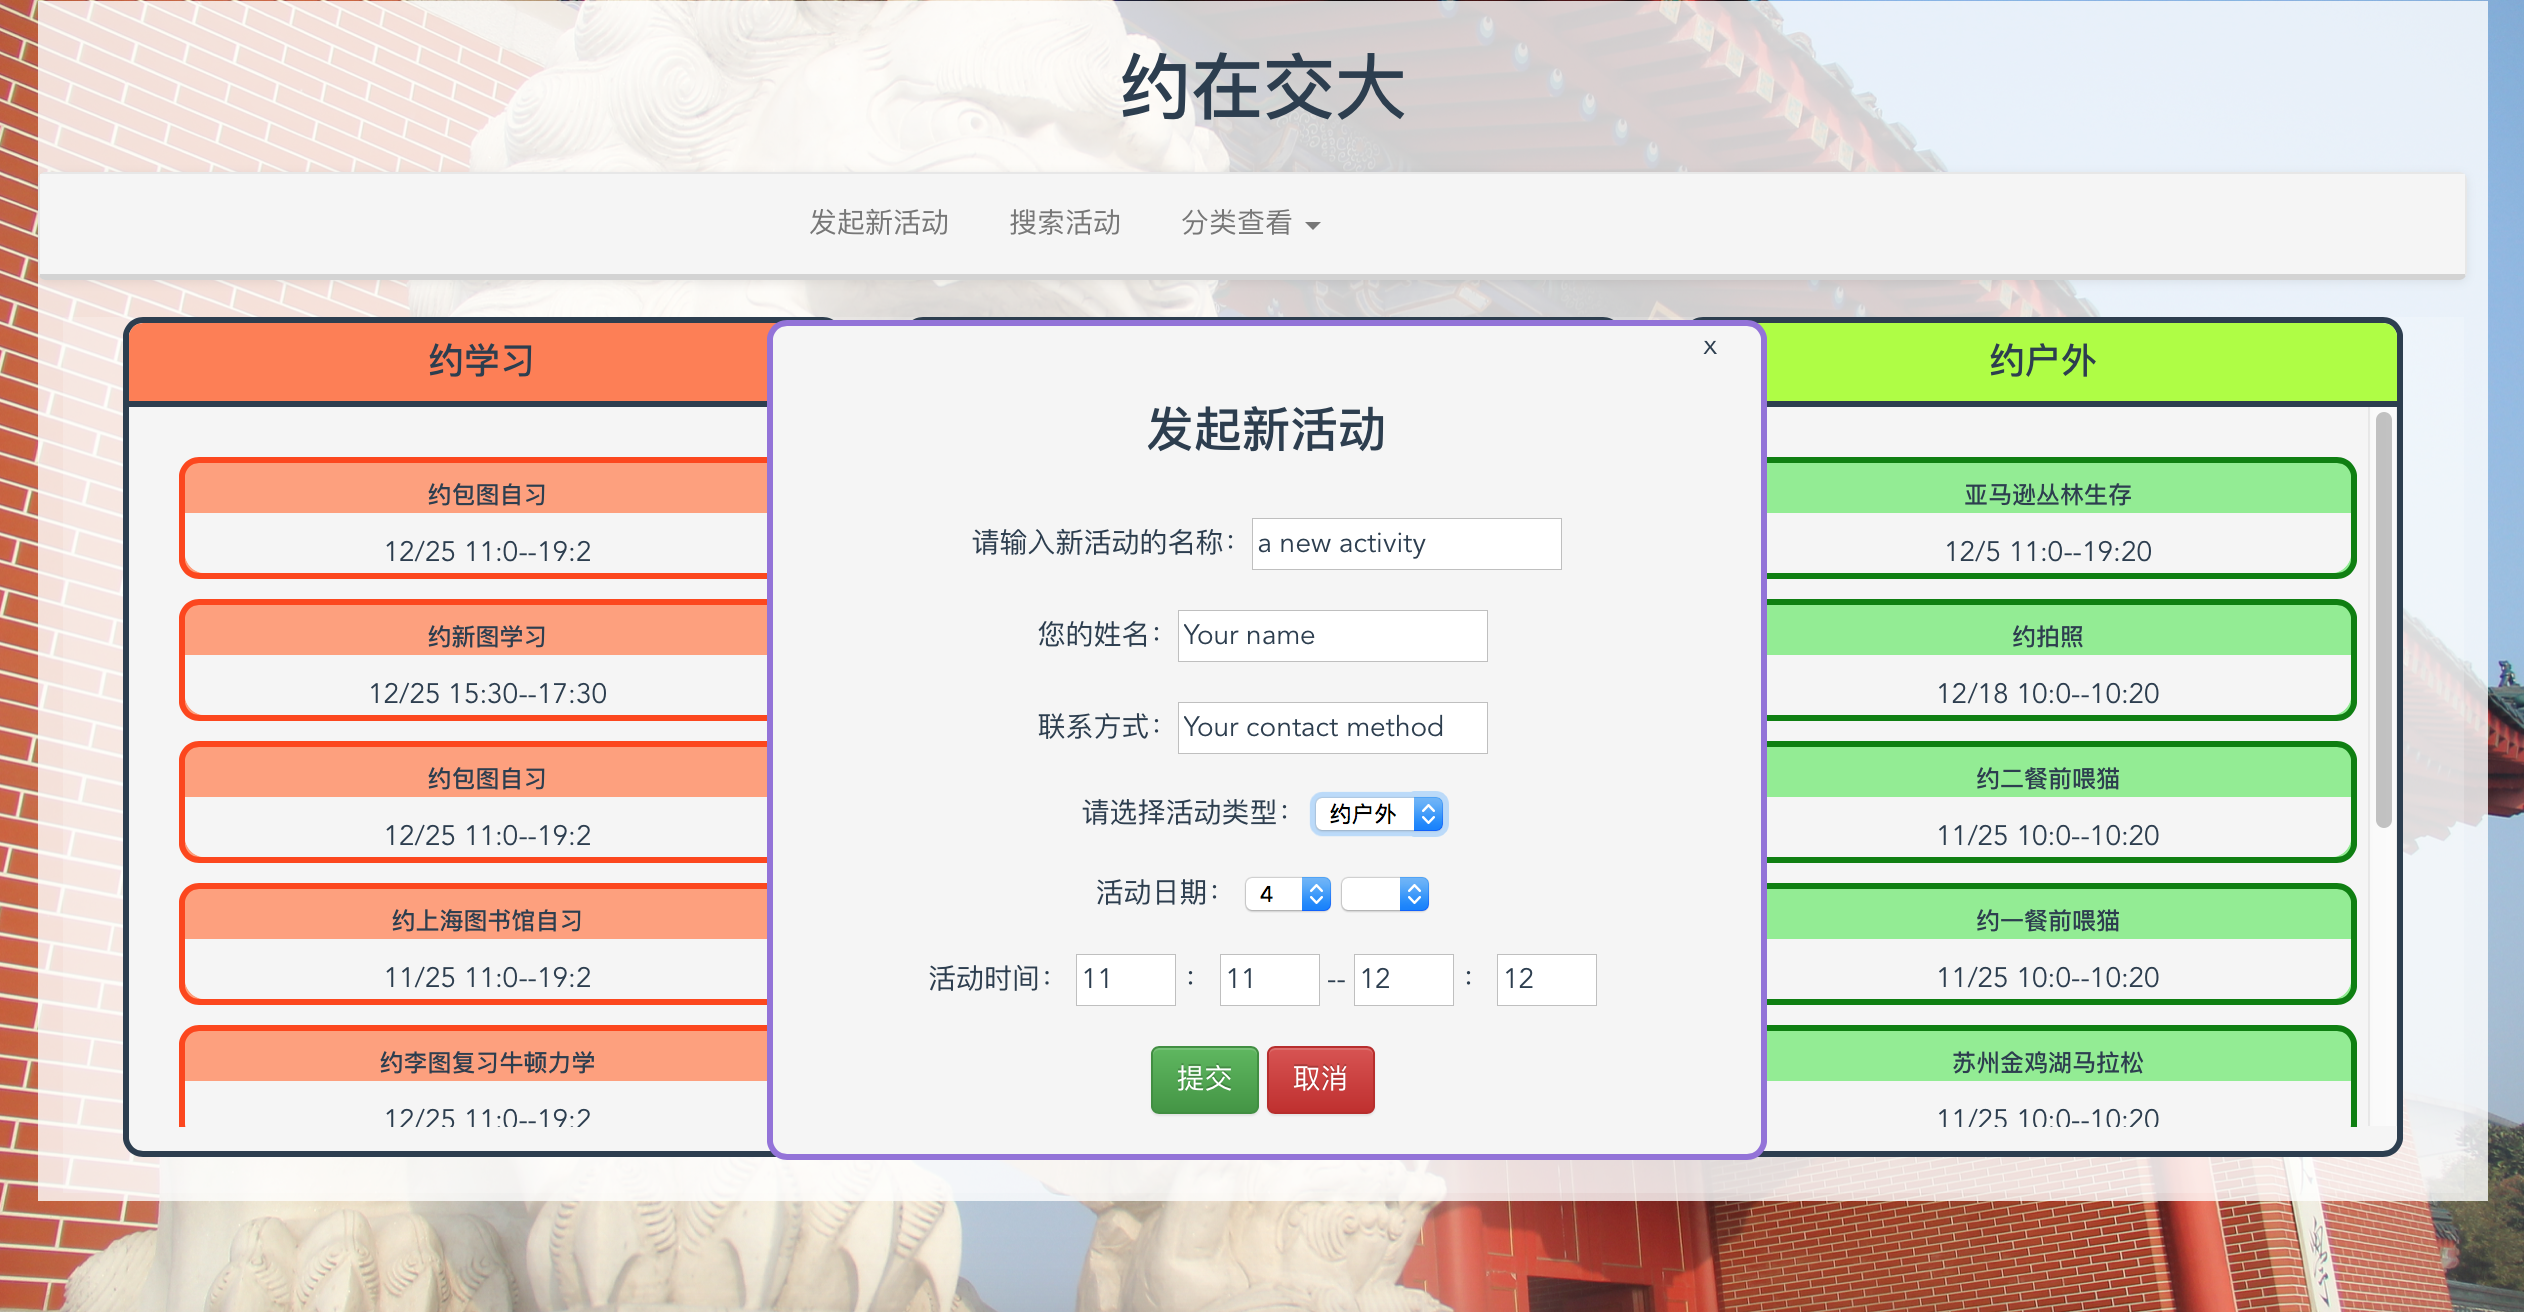 约在交大
发起新活动 搜索活动 分类查看
约学习
约包图自习
12/25 11:0--19:2
约新图学习
12/25 15:30--17:30
约包图自习
12/25 11:0--19:2
约上海图书馆自习
11/25 11:0--19:2
约李图复习牛顿力学
12/25 11:0--19:2
x
发起新活动
请输入新活动的名称： a new activity
您的姓名： Your name
联系方式： Your contact method
请选择活动类型： 约户外
活动日期： 4
活动时间： 11 : 11 -- 12 : 12
提交 取消
约户外
亚马逊丛林生存
12/5 11:0--19:20
约拍照
12/18 10:0--10:20
约二餐前喂猫
11/25 10:0--10:20
约一餐前喂猫
11/25 10:0--10:20
苏州金鸡湖马拉松
11/25 10:0--10:20